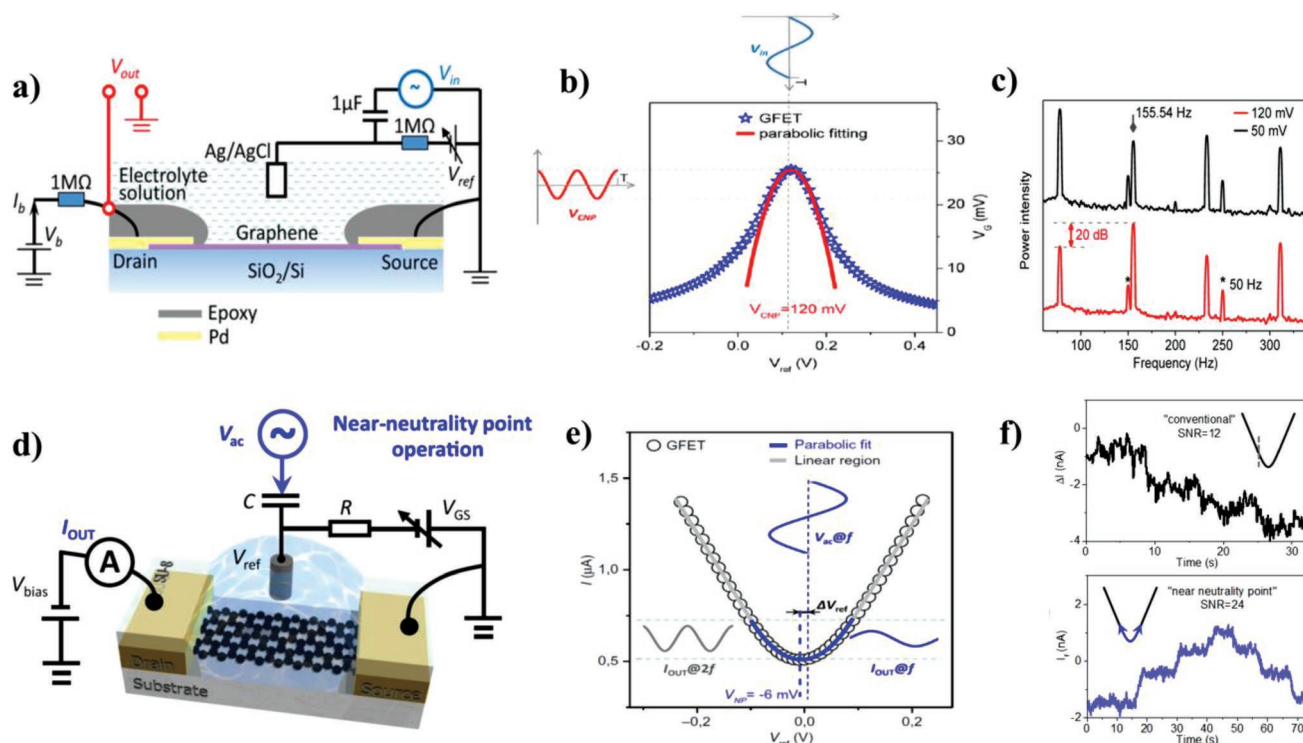 a)
V_out
V_in
1μF
1MΩ
Ag/AgCl
V_ref
Electrolyte
solution
1MΩ
I_b
V_b
Graphene
Drain
Source
SiO₂/Si
Epoxy
Pd
b)
V_in
T
GFET
parabolic fitting
T
V_CNP
V_CNP=120 mV
30
20
10
0
V_G (mV)
-0.2 0.0 0.2 0.4
V_ref (V)
c)
155.54 Hz
120 mV
50 mV
20 dB
* * 50 Hz
Power intensity
100 150 200 250 300
Frequency (Hz)
d)
Near-neutrality point
operation
V_ac
C
R
V_GS
I_OUT
A
V_ref
V_bias
Drain
Source
Substrate
e)
GFET
Parabolic fit
Linear region
V_ac@f
ΔV_ref
I_OUT@2f
I_OUT@f
V_NP= -6 mV
1,5
1,0
0,5
I (μA)
-0,2 0,0 0,2
f)
"conventional"
SNR=12
0
-2
-4
ΔI (nA)
0 10 20 30
Time (s)
"near neutrality point"
SNR=24
2
0
-2
I_f (nA)
0 10 20 30 40 50 60 70
Time (s)